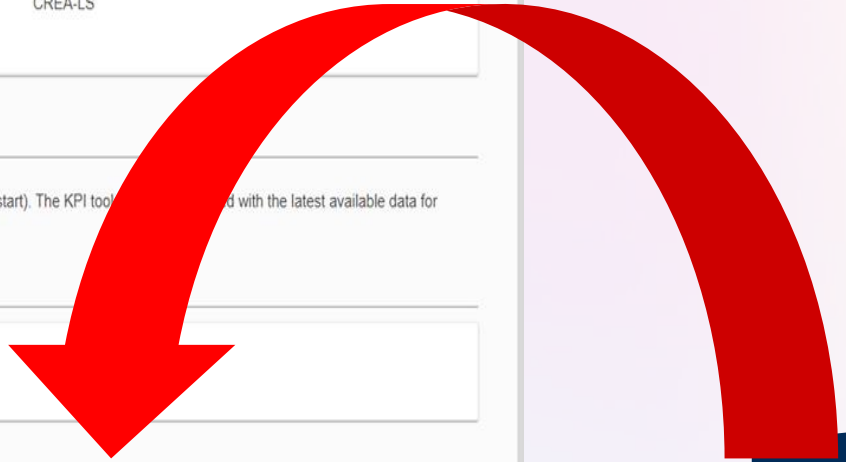 CREA-LS
start). The KPI tool d with the latest available data for